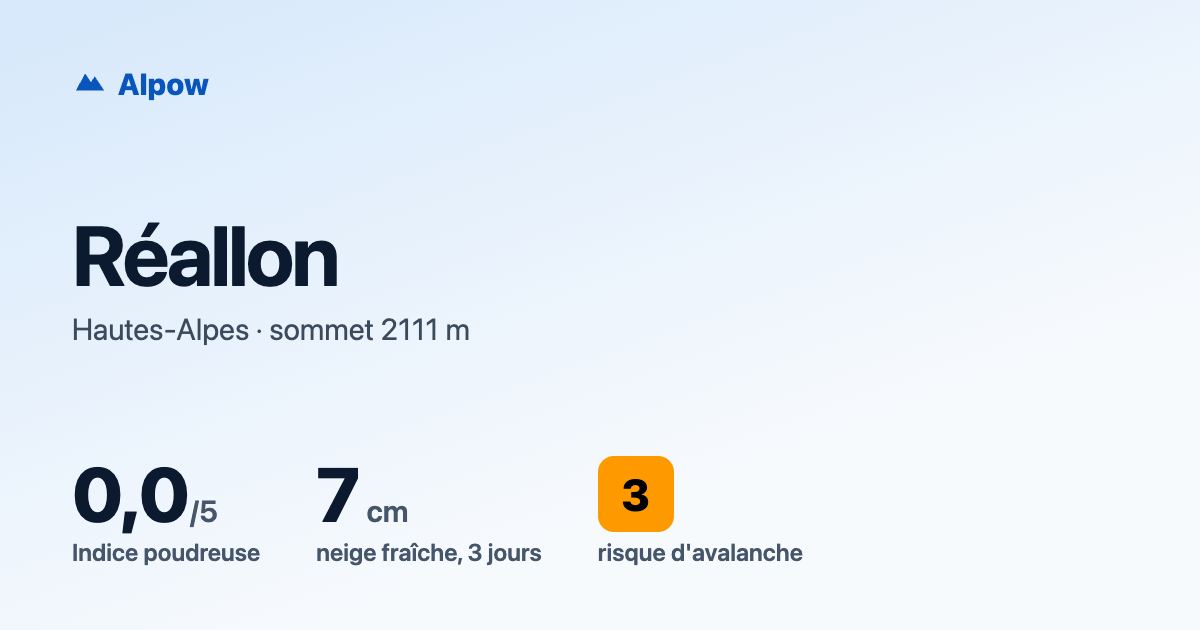 Alpow
Réallon
Hautes-Alpes · sommet 2111 m
0,0/5
Indice poudreuse
7 cm
neige fraîche, 3 jours
3
risque d'avalanche